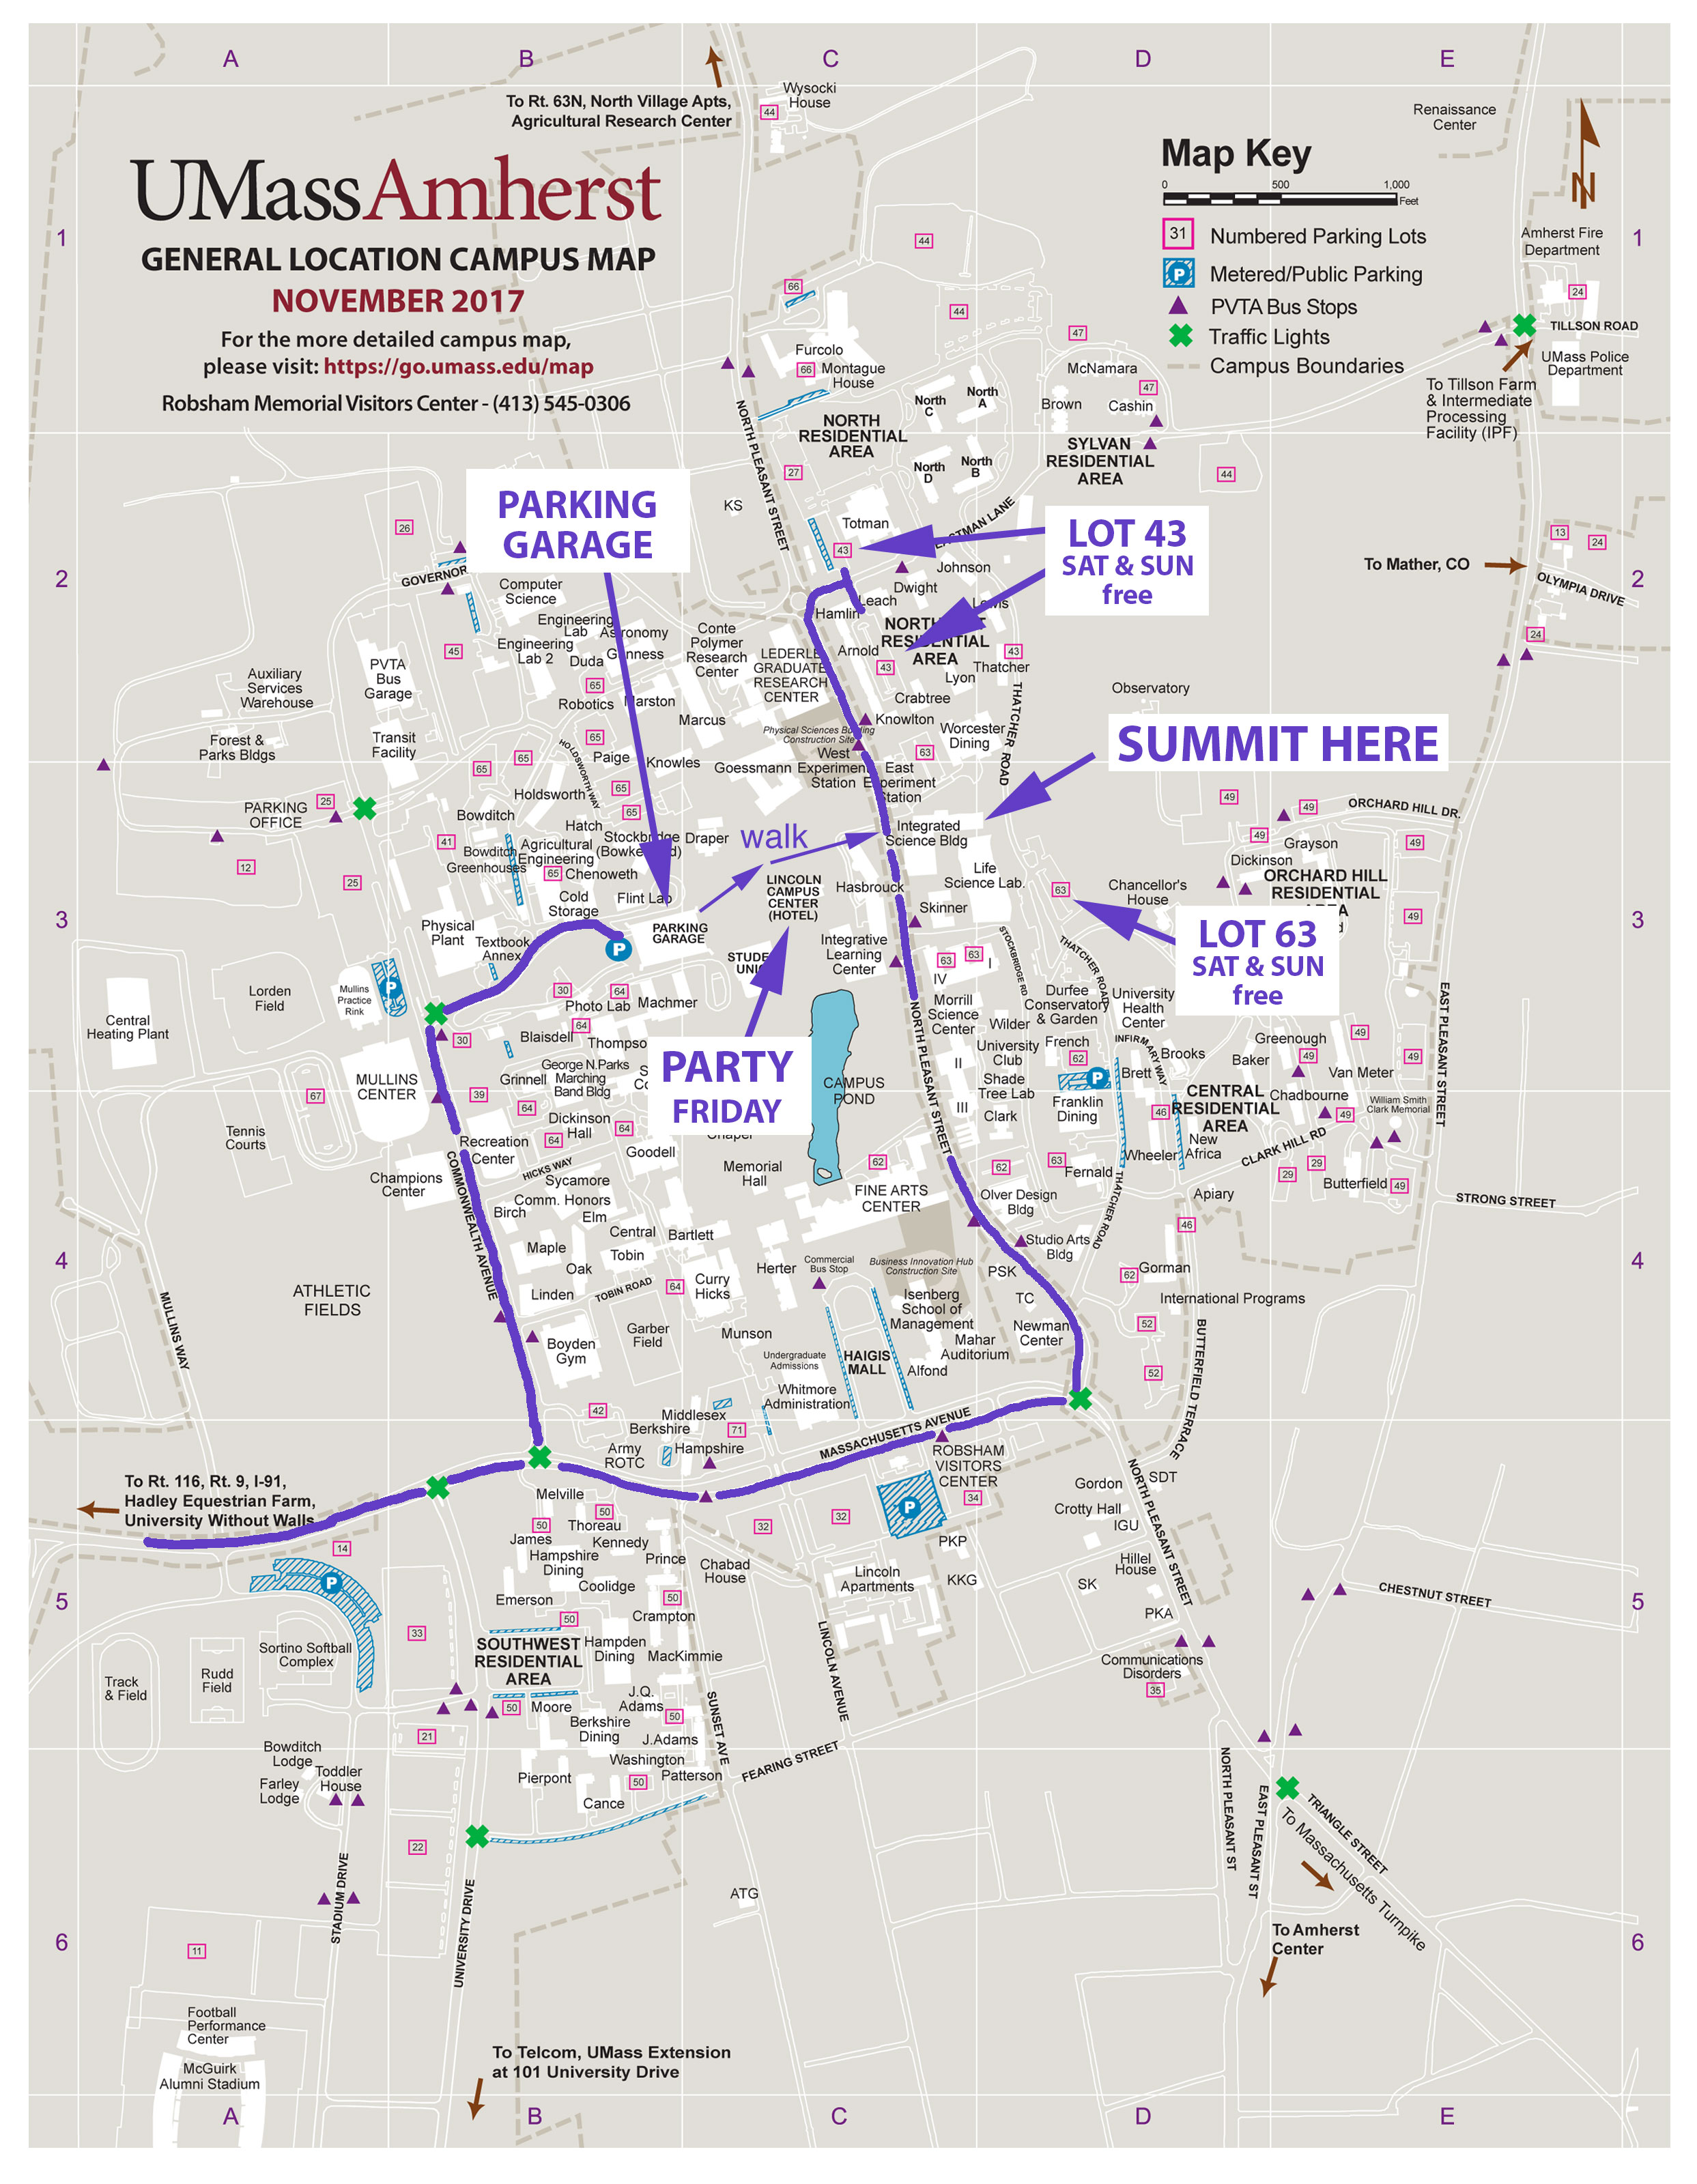 A
B
C
D
E
To Rt. 63N, North Village Apts,
Agricultural Research Center
Wysocki
House
44
Renaissance
Center
UMassAmherst
GENERAL LOCATION CAMPUS MAP
NOVEMBER 2017
For the more detailed campus map,
please visit: https://go.umass.edu/map
Robsham Memorial Visitors Center - (413) 545-0306
Map Key
0
500
1,000
Feet
31 Numbered Parking Lots
P Metered/Public Parking
PVTA Bus Stops
Traffic Lights
Campus Boundaries
N
1
1
44
66
44
47
Amherst Fire
Department
24
TILLSON ROAD
UMass Police
Department
To Tillson Farm
& Intermediate
Processing
Facility (IPF)
Furcolo
66
Montague
House
McNamara
47
Brown
Cashin
North
C
North
A
North
D
North
B
NORTH
RESIDENTIAL
AREA
SYLVAN
RESIDENTIAL
AREA
44
NORTH PLEASANT STREET
27
KS
PARKING
GARAGE
26
GOVERNOR
Totman
43
EASTMAN LANE
LOT 43
SAT & SUN
free
13
24
To Mather, CO
OLYMPIA DRIVE
24
2
2
Computer
Science
Engineering
Lab
Astronomy
Engineering
Lab 2
Duda
Gunness
45
65
Robotics
Marston
Marcus
Conte
Polymer
Research
Center
LEDERLE
GRADUATE
RESEARCH
CENTER
Johnson
Dwight
Leach
Hamlin
Lewis
RESIDENTIAL
AREA
Arnold
43
43
Thatcher
Lyon
Crabtree
Knowlton
Worcester
Dining
THATCHER ROAD
Observatory
Auxiliary
Services
Warehouse
PVTA
Bus
Garage
Forest &
Parks Bldgs
Transit
Facility
65
65
65
Paige
Knowles
HOLDSWORTH WAY
Physical Sciences Building
Construction Site
West
Experiment
Station
Goessmann
63
East
Experiment
Station
SUMMIT HERE
PARKING
OFFICE
25
Holdsworth
65
65
Bowditch
Hatch
Stockbridge
Draper
walk
Integrated
Science Bldg
49
49
ORCHARD HILL DR.
49
Grayson
49
12
25
41
Bowditch
Greenhouses
Agricultural
Engineering
65
Chenoweth
Cold
Storage
Flint Lab
LINCOLN
CAMPUS
CENTER
(HOTEL)
Hasbrouck
Life
Science Lab.
63
Chancellor's
House
Dickinson
ORCHARD HILL
RESIDENTIAL
49
3
3
Physical
Plant
Textbook
Annex
P
PARKING
GARAGE
Skinner
Integrative
Learning
Center
63
63
I
IV
STOCKBRIDGE RD
THATCHER ROAD
LOT 63
SAT & SUN
free
Lorden
Field
Mullins
Practice
Rink
P
Central
Heating Plant
30
64
Photo Lab
Machmer
64
30
Blaisdell
Morrill
Science
Center
Durfee
Conservatory
& Garden
University
Health
Center
Wilder
University
Club
French
62
INFIRMARY WAY
Brooks
Greenough
49
49
49
Baker
Van Meter
EAST PLEASANT STREET
MULLINS
CENTER
67
39
Grinnell
64
George N.Parks
Marching
Band Bldg
PARTY
FRIDAY
CAMPUS
POND
II
III
Shade
Tree Lab
Clark
P
Franklin
Dining
Brett
46
CENTRAL
RESIDENTIAL
AREA
Chadbourne
49
William Smith
Clark Memorial
Tennis
Courts
Dickinson
Hall
64
64
Recreation
Center
HICKS WAY
Goodell
Champions
Center
Sycamore
Comm. Honors
Birch
Elm
Memorial
Hall
62
FINE ARTS
CENTER
NORTH PLEASANT STREET
62
63
Fernald
Wheeler
New
Africa
CLARK HILL RD
29
29
Butterfield
49
STRONG STREET
Apiary
46
Olver Design
Bldg
THATCHER ROAD
Studio Arts
Bldg
4
4
COMMONWEALTH AVENUE
Central
Bartlett
Maple
Tobin
Oak
Linden
TOBIN ROAD
64
Curry
Hicks
Herter
Commercial
Bus Stop
Business Innovation Hub
Construction Site
PSK
62
Gorman
International Programs
TC
Newman
Center
52
52
BUTTERFIELD TERRACE
MULLINS WAY
ATHLETIC
FIELDS
Garber
Field
Boyden
Gym
Munson
Undergraduate
Admissions
HAIGIS
MALL
Isenberg
School of
Management
Mahar
Auditorium
Alfond
Whitmore
Administration
42
Middlesex
Berkshire
71
Hampshire
Army
ROTC
MASSACHUSETTS AVENUE
ROBSHAM
VISITORS
CENTER
34
P
To Rt. 116, Rt. 9, I-91,
Hadley Equestrian Farm,
University Without Walls
14
P
Melville
50
50
Thoreau
James
Kennedy
Hampshire
Dining
Prince
Coolidge
Emerson
50
50
Crampton
32
32
Chabad
House
Lincoln
Apartments
PKP
KKG
Gordon
SDT
Crotty Hall
IGU
Hillel
House
SK
PKA
NORTH PLEASANT STREET
CHESTNUT STREET
5
5
33
Sortino Softball
Complex
Track
& Field
Rudd
Field
SOUTHWEST
RESIDENTIAL
AREA
Hampden
Dining
MacKimmie
J.Q.
Adams
50
Moore
50
Berkshire
Dining
J.Adams
Washington
Patterson
Pierpont
50
Cance
21
SUNSET AVE
LINCOLN AVENUE
FEARING STREET
Communications
Disorders
35
Bowditch
Lodge
Farley
Lodge
Toddler
House
22
STADIUM DRIVE
UNIVERSITY DRIVE
ATG
NORTH PLEASANT ST
EAST PLEASANT ST
TRIANGLE STREET
To Massachusetts Turnpike
To Amherst
Center
6
6
11
Football
Performance
Center
McGuirk
Alumni Stadium
To Telcom, UMass Extension
at 101 University Drive
A
B
C
D
E